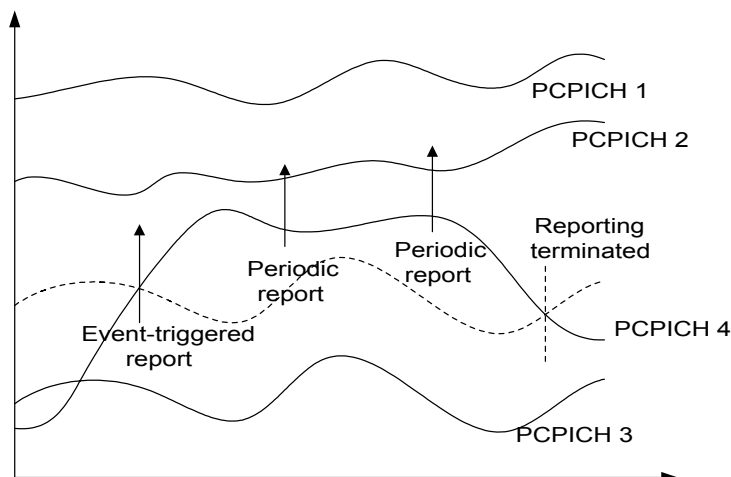 PCPICH 1
PCPICH 2
Reporting
terminated
Periodic
report
Periodic
report
Event-triggered
report
PCPICH 4
PCPICH 3